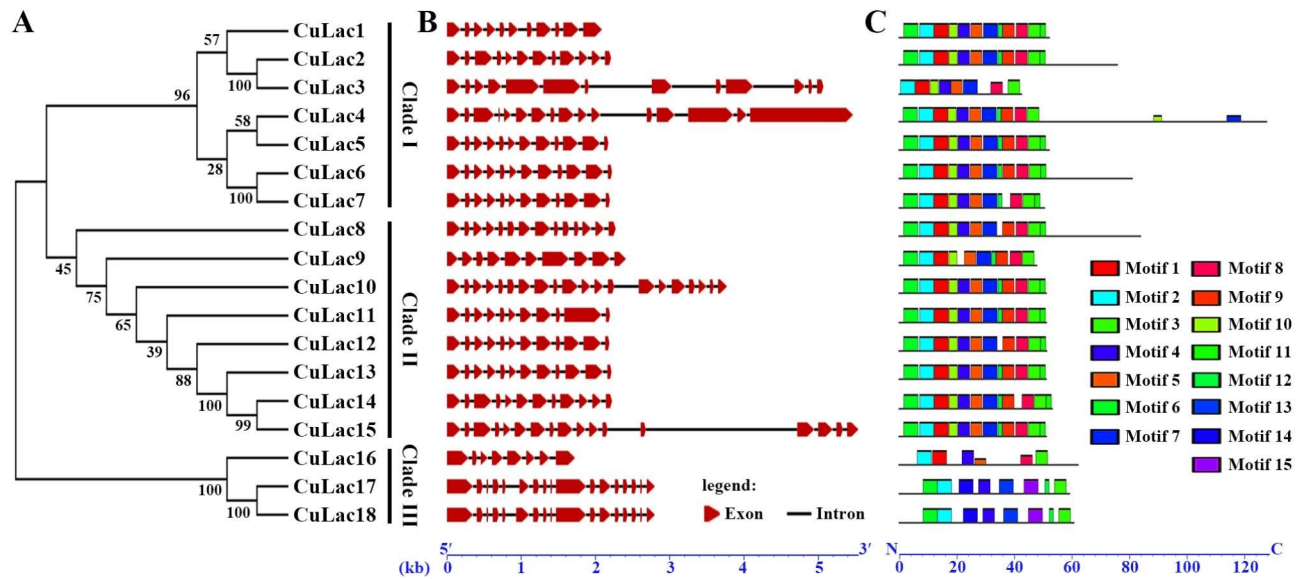 A
B
C
CuLac1
CuLac2
CuLac3
CuLac4
CuLac5
CuLac6
CuLac7
CuLac8
CuLac9
CuLac10
CuLac11
CuLac12
CuLac13
CuLac14
CuLac15
CuLac16
CuLac17
CuLac18
57
100
96
58
28
100
45
75
65
39
88
100
99
100
100
Clade I
Clade II
Clade III
legend:
Exon
Intron
5′
3′
(kb)
0
1
2
3
4
5
Motif 1
Motif 2
Motif 3
Motif 4
Motif 5
Motif 6
Motif 7
Motif 8
Motif 9
Motif 10
Motif 11
Motif 12
Motif 13
Motif 14
Motif 15
N
C
0
20
40
60
80
100
120